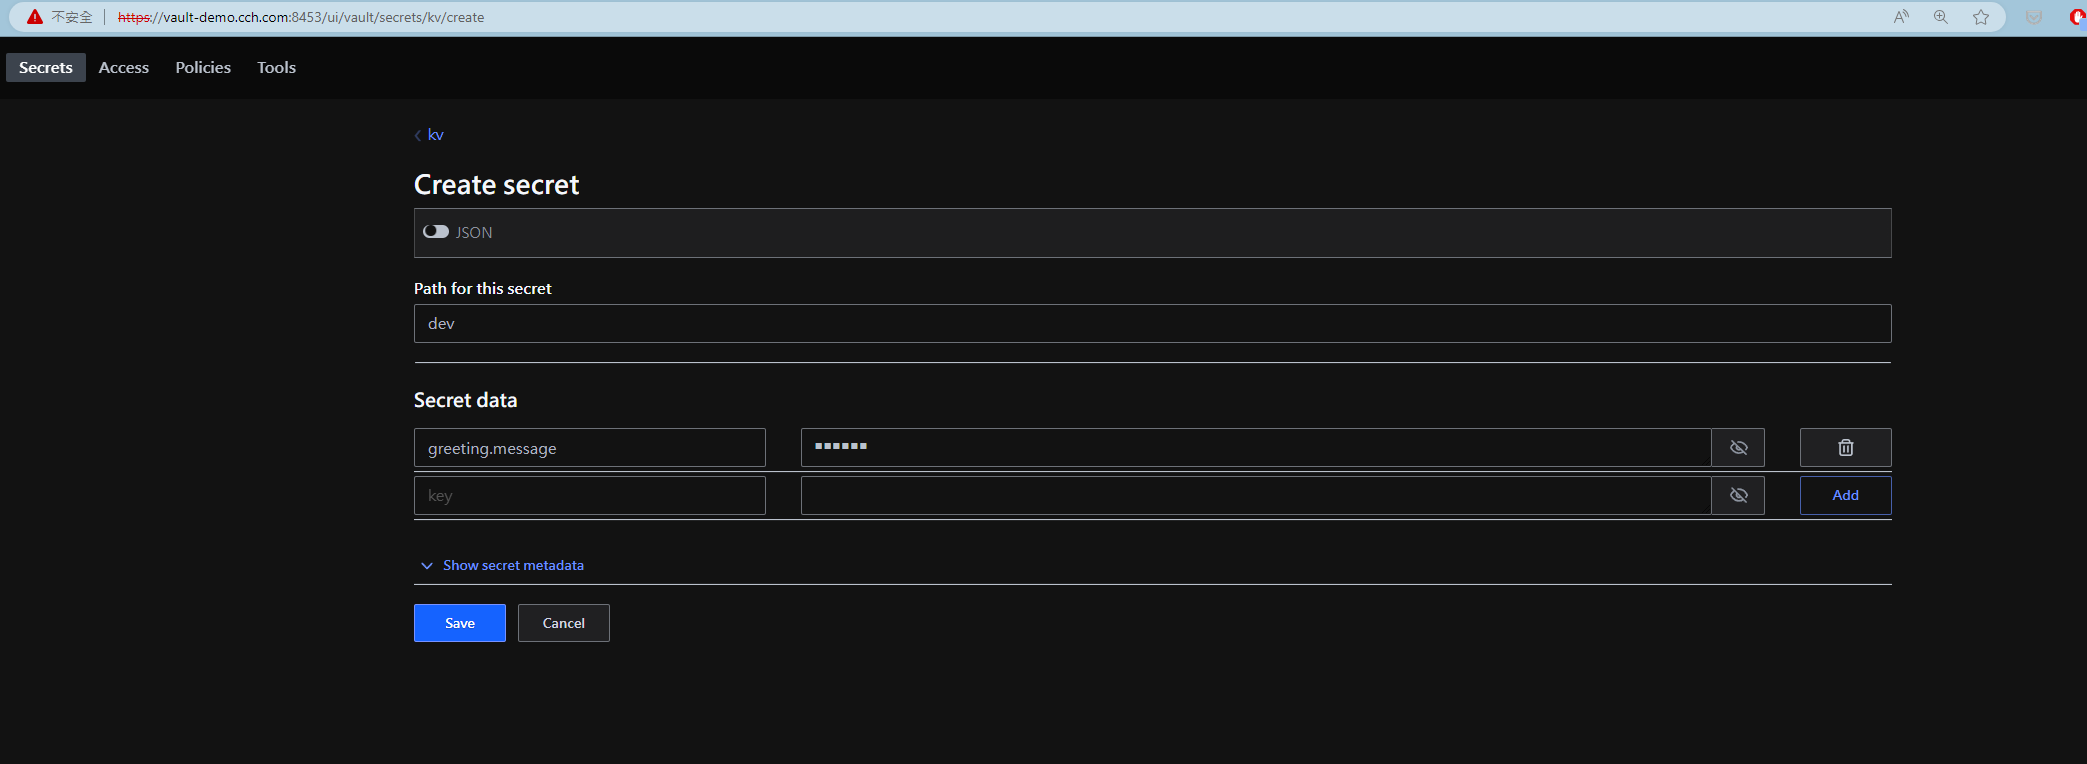 不安全 https://vault-demo.cch.com:8453/ui/vault/secrets/kv/create
Secrets Access Policies Tools
kv
Create secret
JSON
Path for this secret
dev
Secret data
greeting.message ••••••
key Add
Show secret metadata
Save Cancel